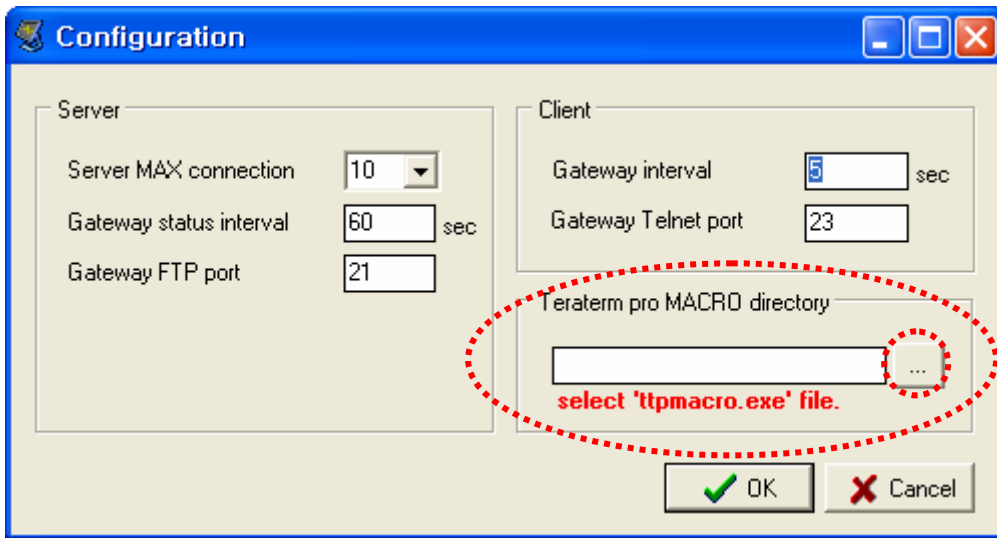 Configuration
Server
Server MAX connection 10
Gateway status interval 60 sec
Gateway FTP port 21
Client
Gateway interval 5 sec
Gateway Telnet port 23
Teraterm pro MACRO directory
...
select 'ttpmacro.exe' file.
OK
Cancel